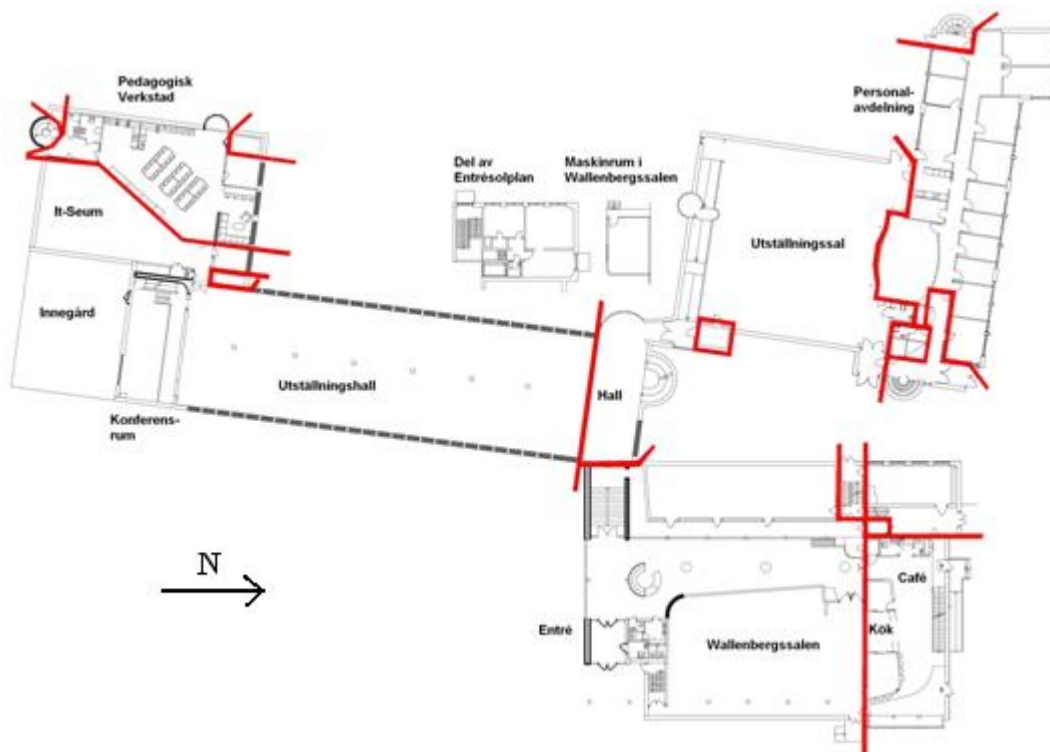 Pedagogisk
Verkstad
Personal-
avdelning
Del av
Entrésolplan
Maskinrum i
Wallenbergssalen
It-Seum
Utställningssal
Innegård
Utställningshall
Hall
Konferens-
rum
N
Café
Entré
Kök
Wallenbergssalen